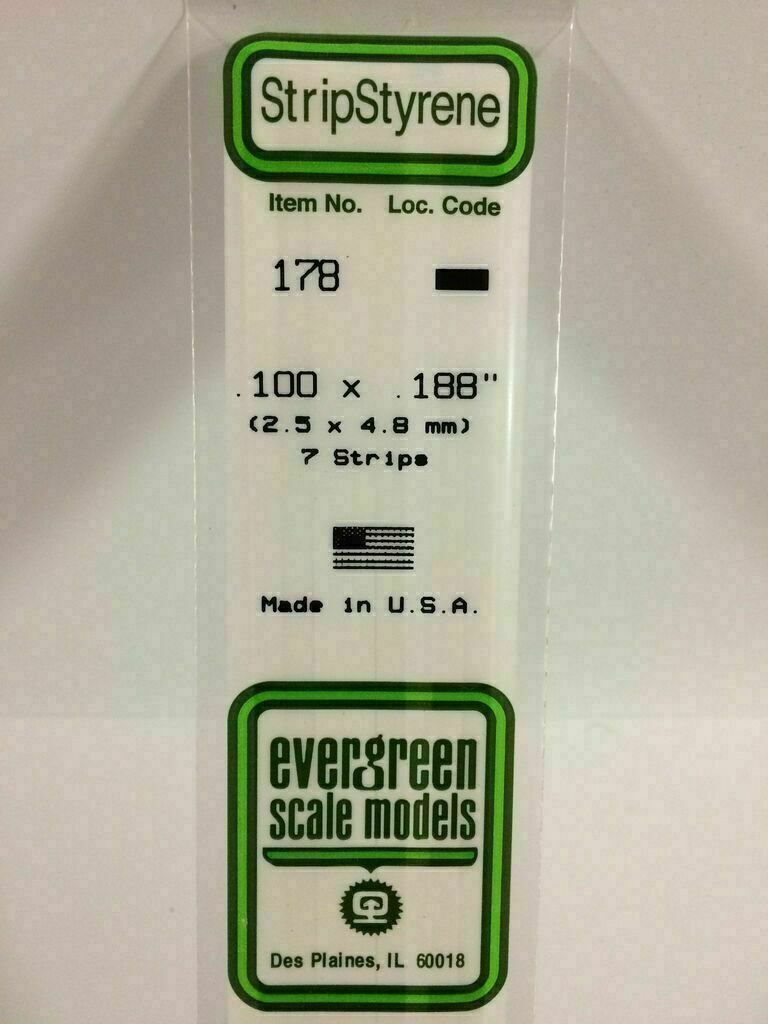 StripStyrene
Item No. Loc. Code
178
.100 x .188"
(2.5 x 4.8 mm)
7 Strips
Made in U.S.A.
evergreen
scale models
Des Plaines, IL 60018